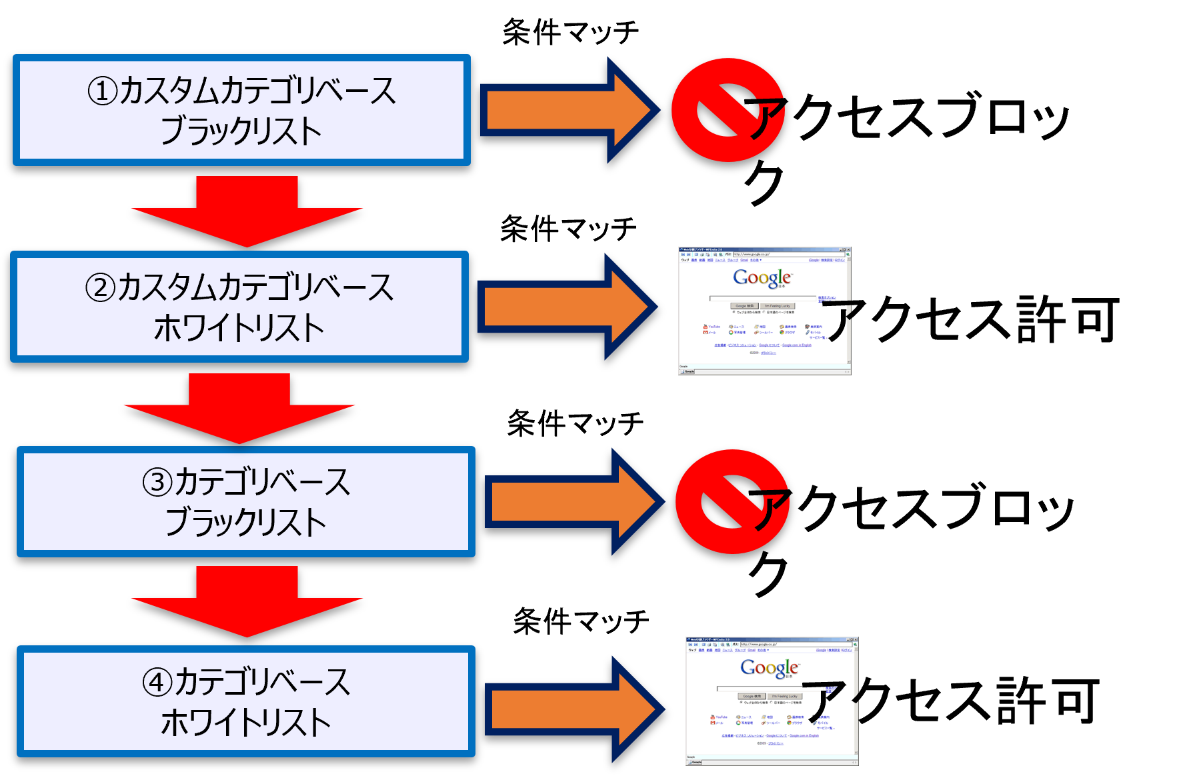 条件マッチ
①カスタムカテゴリベース
ブラックリスト
アクセスブロッ
ク
条件マッチ
②カスタムカテゴリベース
ホワイトリスト
Google
アクセス許可
条件マッチ
③カテゴリベース
ブラックリスト
アクセスブロッ
ク
条件マッチ
④カテゴリベース
ホワイトリスト
Google
アクセス許可